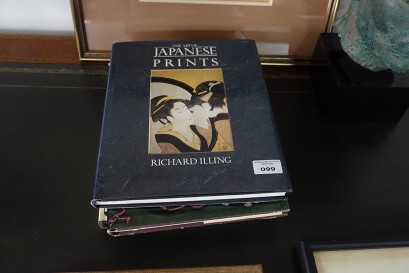 THE ART OF
JAPANESE
PRINTS
RICHARD ILLING
099